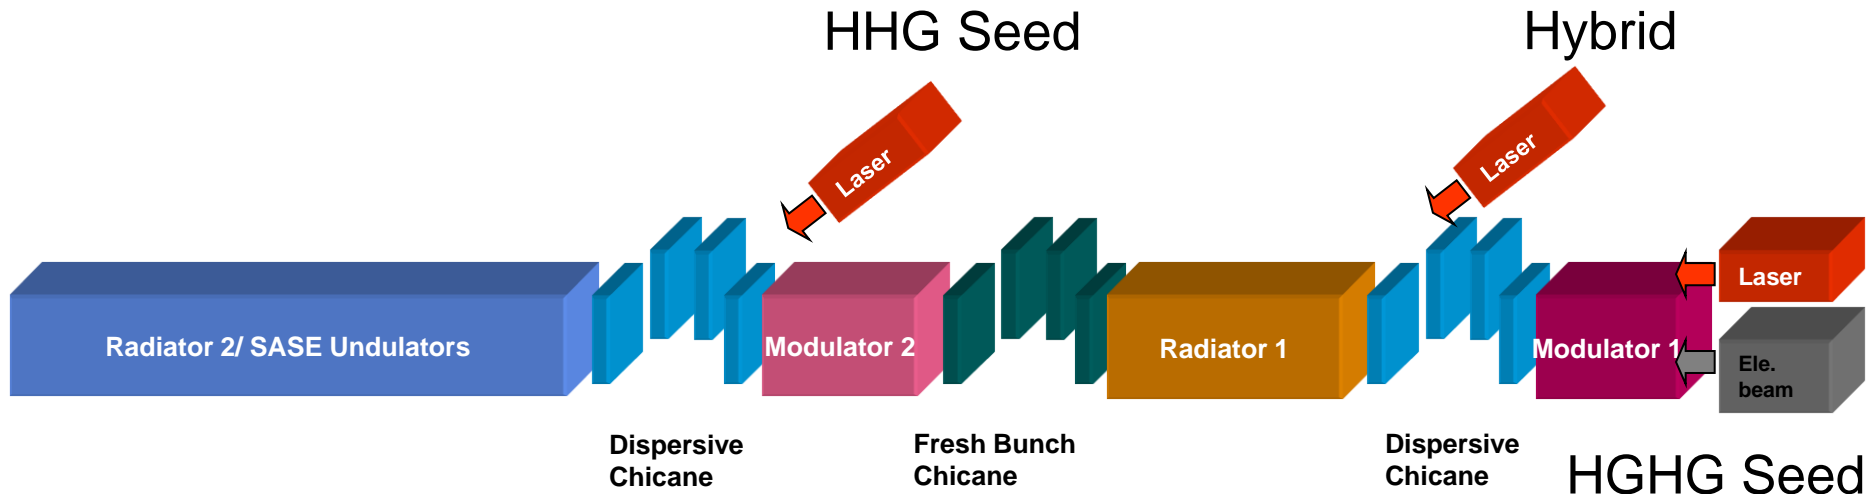 HHG Seed
Hybrid
Laser
Laser
Laser
Radiator 2/ SASE Undulators
Modulator 2
Radiator 1
Modulator 1
Ele.
beam
Dispersive
Chicane
Fresh Bunch
Chicane
Dispersive
Chicane
HGHG Seed